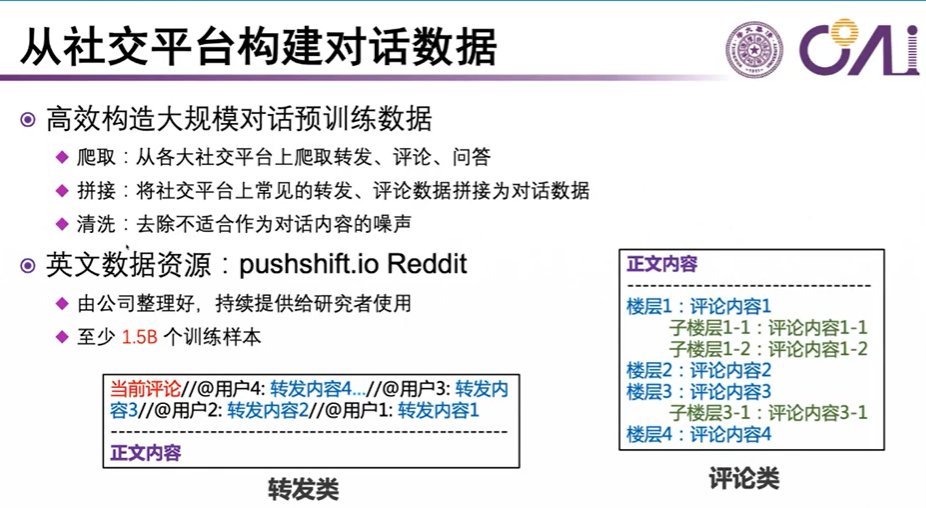 从社交平台构建对话数据
COAI
高效构造大规模对话预训练数据
爬取：从各大社交平台上爬取转发、评论、问答
拼接：将社交平台上常见的转发、评论数据拼接为对话数据
清洗：去除不适合作为对话内容的噪声
英文数据资源：pushshift.io Reddit
由公司整理好，持续提供给研究者使用
至少 1.5B 个训练样本
当前评论//@用户4: 转发内容4...//@用户3: 转发内
容3//@用户2: 转发内容2//@用户1: 转发内容1
正文内容
转发类
正文内容
楼层1：评论内容1
子楼层1-1：评论内容1-1
子楼层1-2：评论内容1-2
楼层2：评论内容2
楼层3：评论内容3
子楼层3-1：评论内容3-1
楼层4：评论内容4
评论类